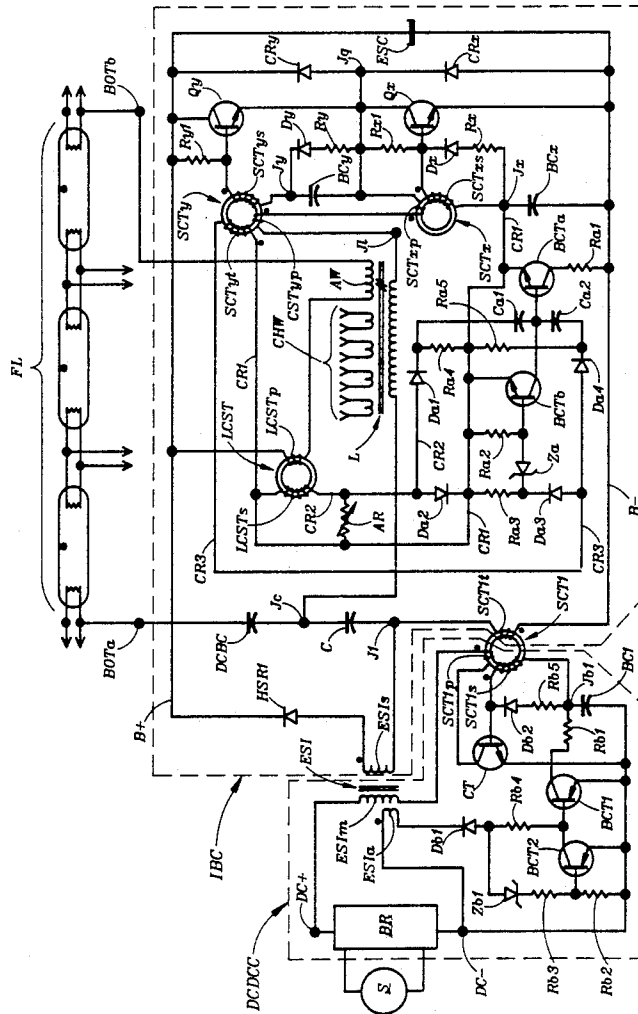 FL
BOTb
BOTa
B+
Ry1
Qy
CRy
Dy
Ry
Jy
BCy
SCTy
SCTys
SCTyt
CSTyp
Jq
ESC
CRx
Qx
Rx1
Rx
Dx
SCTxs
SCTxp
SCTx
Jx
BCx
CR1
JL
AW
CHW
L
CR1
LCST
LCSTp
LCSTs
CR2
CR3
AR
Da1
Ra4
Ra5
Ca1
BCTa
Ra1
Ca2
BCTb
Da4
CR2
Ra2
Za
Da2
CR1
Ra3
Da3
CR3
B-
DCBC
Jc
C
J1
HSR1
ESI
ESIs
ESIm
ESIa
IBC
DCDCC
DC+
BR
S
DC-
SCT1t
SCT1
SCT1p
SCT1s
CT
Db2
Rb5
Jb1
BC1
Rb1
BCT1
Rb4
BCT2
Db1
Zb1
Rb3
Rb2